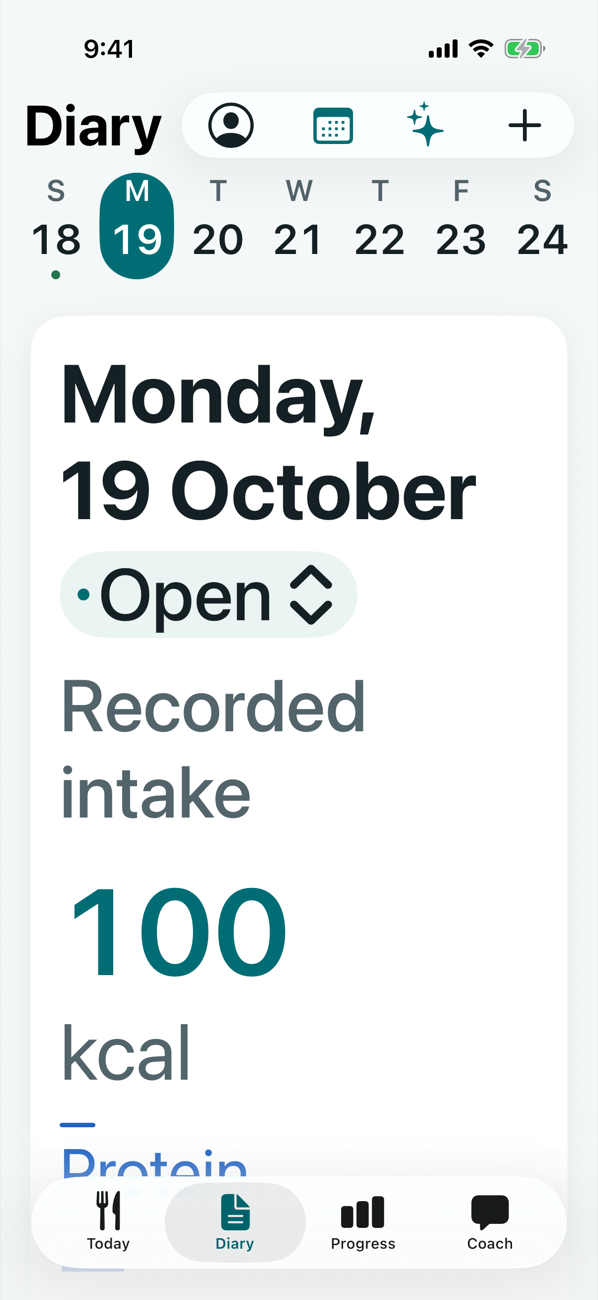 9:41
Diary
S M T W T F S
18 19 20 21 22 23 24
Monday,
19 October
Open
Recorded
intake
100
kcal
Protein
Today Diary Progress Coach